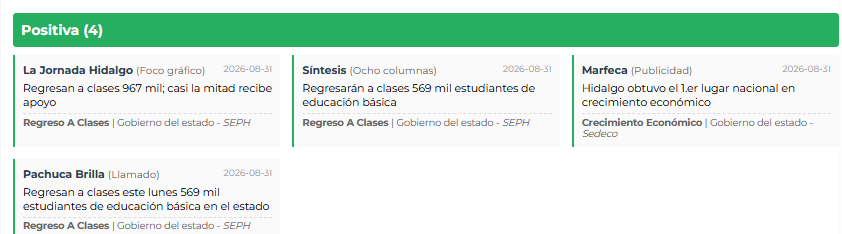 Positiva (4)
La Jornada Hidalgo (Foco gráfico) 2026-08-31
Regresan a clases 967 mil; casi la mitad recibe
apoyo
Regreso A Clases | Gobierno del estado - SEPH
Síntesis (Ocho columnas) 2026-08-31
Regresarán a clases 569 mil estudiantes de
educación básica
Regreso A Clases | Gobierno del estado - SEPH
Marfeca (Publicidad) 2026-08-31
Hidalgo obtuvo el 1.er lugar nacional en
crecimiento económico
Crecimiento Económico | Gobierno del estado -
Sedeco
Pachuca Brilla (Llamado) 2026-08-31
Regresan a clases este lunes 569 mil
estudiantes de educación básica en el estado
Regreso A Clases | Gobierno del estado - SEPH